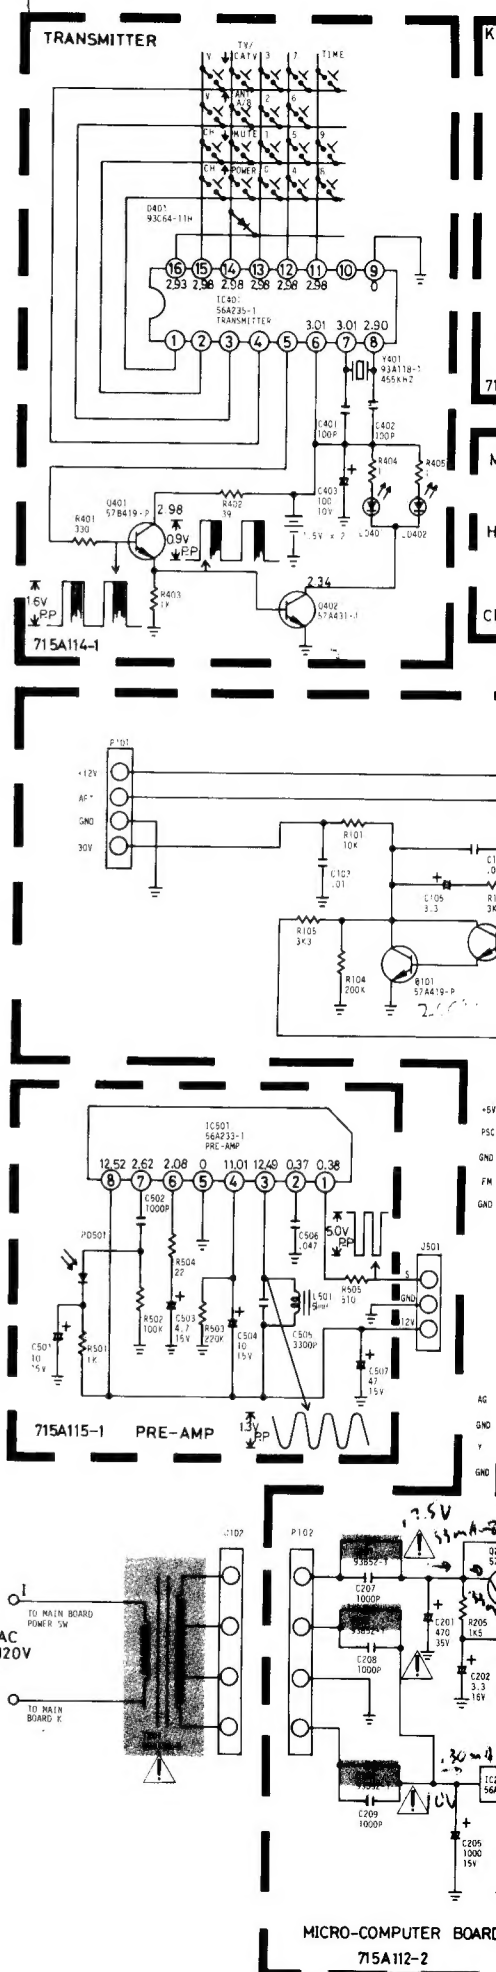 TRANSMITTER
TV/
V CATV 3 7 TIME
ANT
V A/B 2 6
CH MUTE 1 5 9
CH POWER 4
D401
93C64-11H
16 15 14 13 12 11 10 9
2.93 2.98 2.98 2.98 2.98 2.98 0
IC401
56A235-1
TRANSMITTER
3.01 3.01 2.90
1 2 3 4 5 6 7 8
Y401
93A118-1
455KHZ
C401
100P
C402
100P
R404
1
R405
C403
100
10V
Q401
57B419-P
2.98
R402
39
R401
330
0.9V
P.P
LD402
2.34
1.6V
P.P
R403
1K
Q402
715A114-1
K
P101
+12V
AFT
GND
30V
R101
10K
C105
3.3
R105
3K3
R104
200K
57A419-P
IC501
56A233-1
PRE-AMP
12.52 2.62 2.08 0 11.01 12.49 0.37 0.38
8 7 6 5 4 3 2 1
C502
1000P
PD501
R504
22
C506
.047
5.0V
P.P
J501
S
GND
12V
R505
510
L501
C501
10
15V
R501
1K
R502
100K
C503
4.7
15V
R503
220K
C504
10
15V
C505
3300P
C507
47
15V
715A115-1 PRE-AMP
1.3V
P.P
+5V
PSC
GND
FM
GND
AG
GND
Y
GND
TO MAIN BOARD
POWER SW
AC
120V
TO MAIN
BOARD K
P102
93B52-1
C207
1000P
C208
1000P
C209
1000P
C201
470
35V
R205
1K5
C202
3.3
16V
10V
C205
1000
15V
MICRO-COMPUTER BOARD
715A112-2